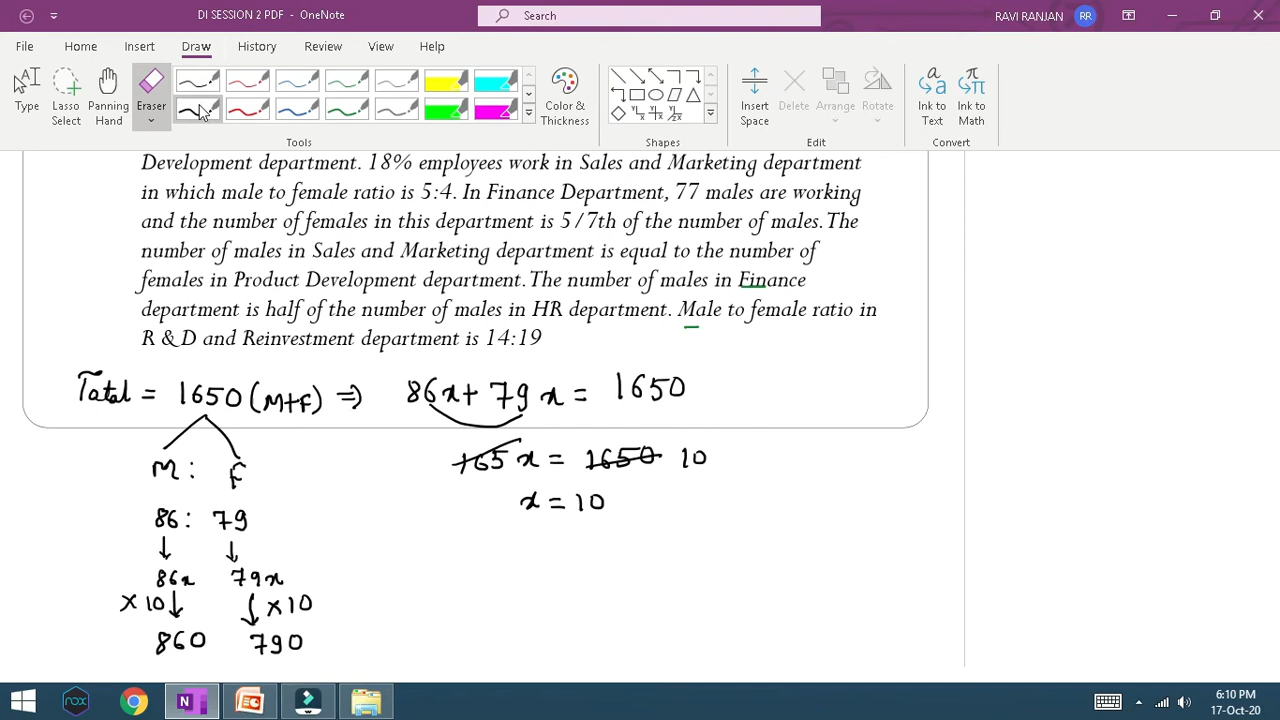 DI SESSION 2 PDF - OneNote
Search
RAVI RANJAN RR
File Home Insert Draw History Review View Help
Type Lasso Select Panning Hand Eraser Color & Thickness Insert Space Delete Arrange Rotate Ink to Text Ink to Math
Tools Shapes Edit Convert
Development department. 18% employees work in Sales and Marketing department
in which male to female ratio is 5:4. In Finance Department, 77 males are working
and the number of females in this department is 5/7th of the number of males. The
number of males in Sales and Marketing department is equal to the number of
females in Product Development department. The number of males in Finance
department is half of the number of males in HR department. Male to female ratio in
R & D and Reinvestment department is 14:19
Total = 1650 (M+F) ⇒ 86x + 79x = 1650
165x = 1650 10
M : F
x = 10
86 : 79
86x 79x
×10 ×10
860 790
nox
6:10 PM
17-Oct-20